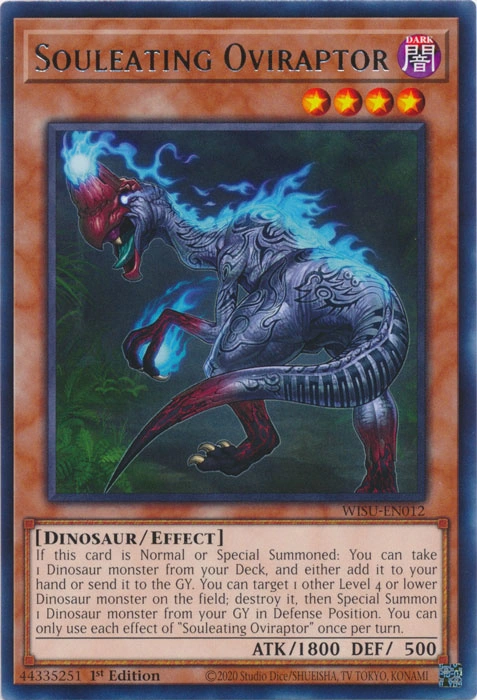 SOULEATING OVIRAPTOR
DARK
闇
WISU-EN012
[DINOSAUR/EFFECT]
If this card is Normal or Special Summoned: You can take
1 Dinosaur monster from your Deck, and either add it to your
hand or send it to the GY. You can target 1 other Level 4 or lower
Dinosaur monster on the field; destroy it, then Special Summon
1 Dinosaur monster from your GY in Defense Position. You can
only use each effect of "Souleating Oviraptor" once per turn.
ATK/1800 DEF/ 500
44335251 1st Edition ©2020 Studio Dice/SHUEISHA, TV TOKYO, KONAMI